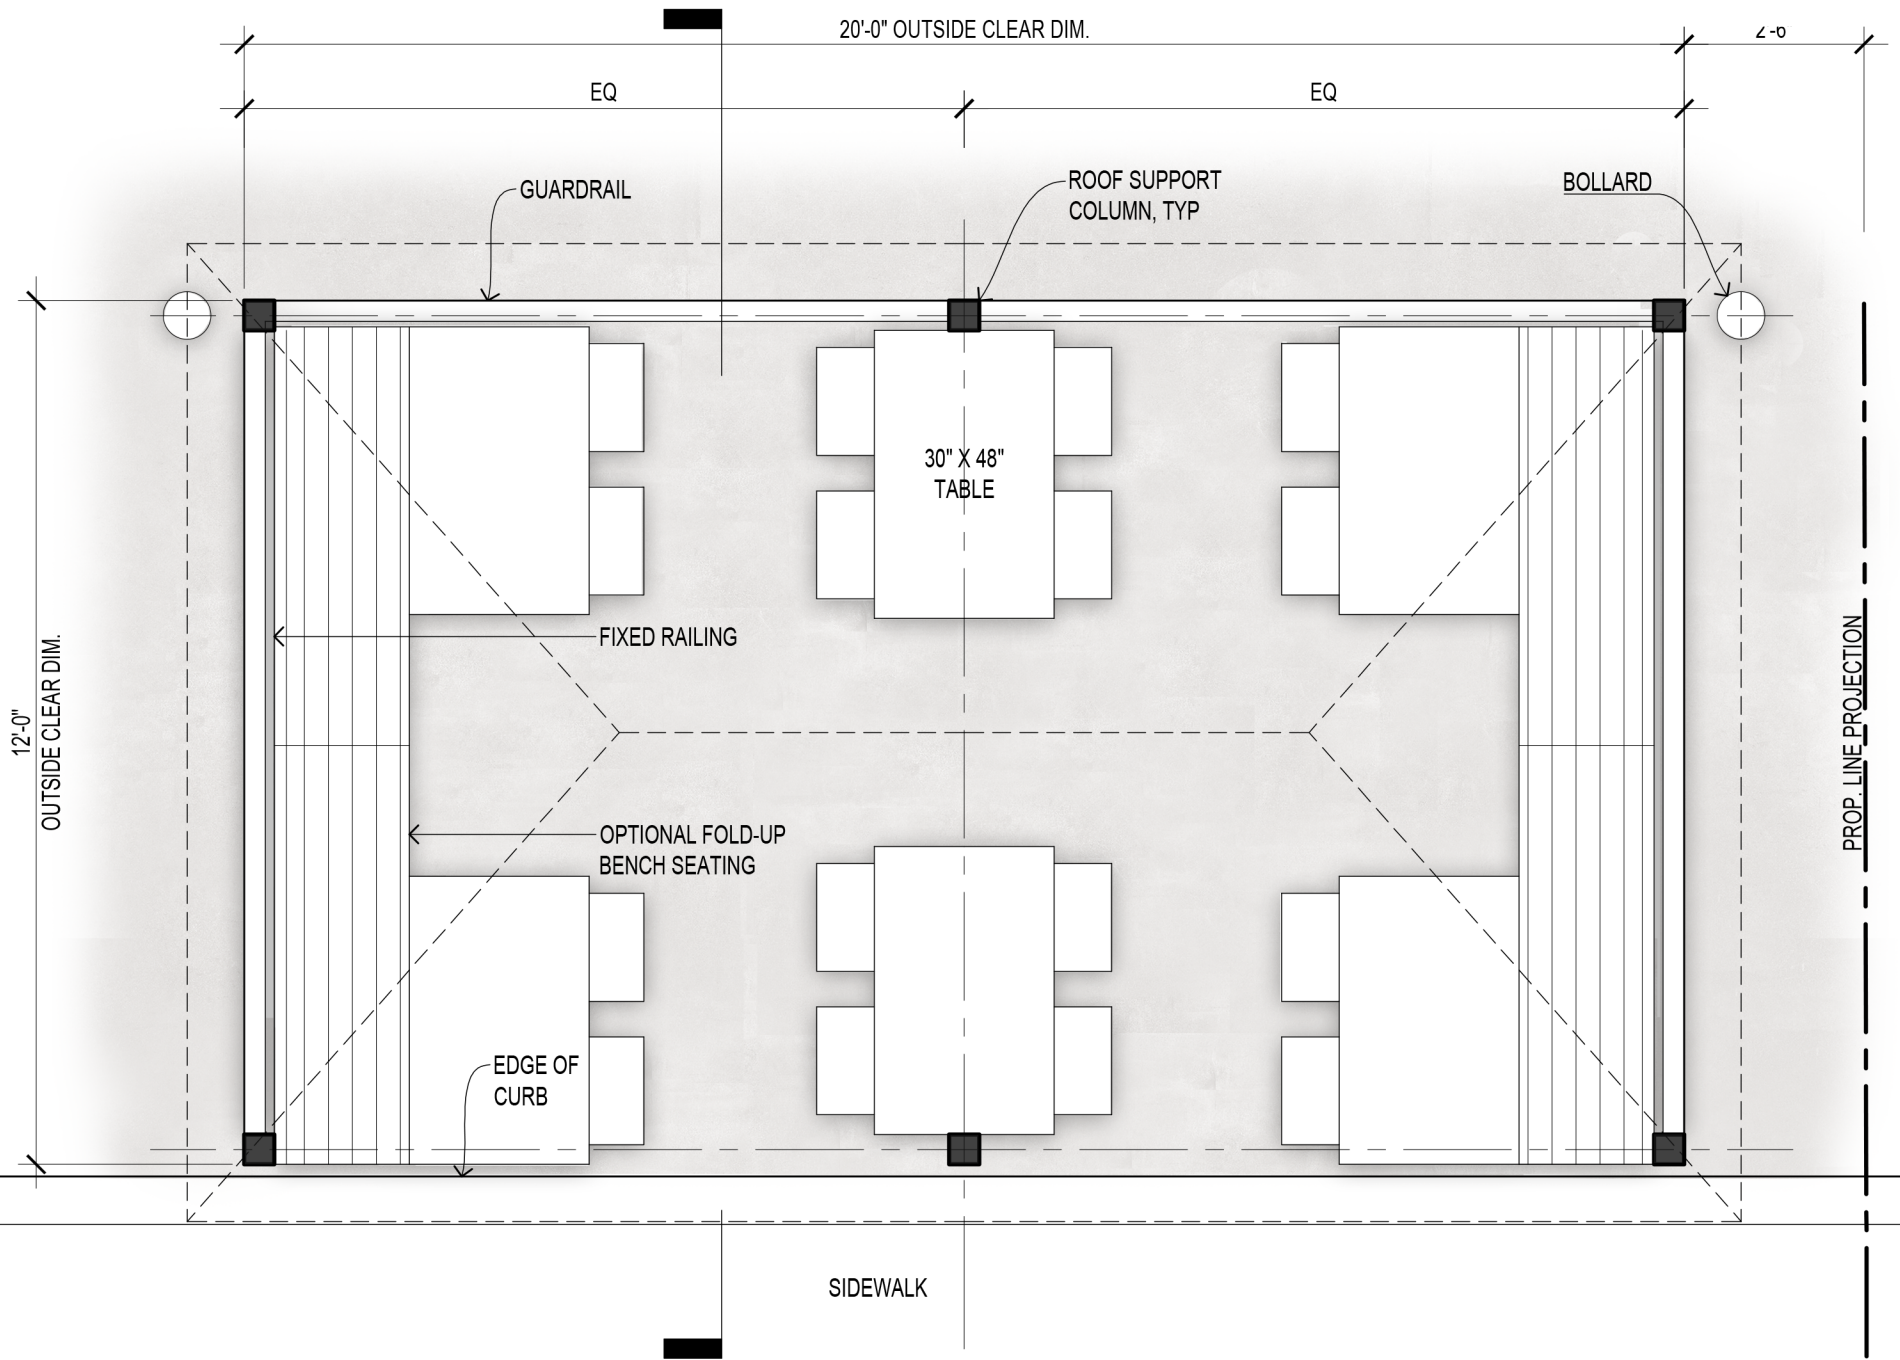 20'-0" OUTSIDE CLEAR DIM.
EQ
EQ
GUARDRAIL
ROOF SUPPORT
COLUMN, TYP
BOLLARD
30" X 48"
TABLE
FIXED RAILING
12'-0"
OUTSIDE CLEAR DIM.
PROP. LINE PROJECTION
OPTIONAL FOLD-UP
BENCH SEATING
EDGE OF
CURB
SIDEWALK